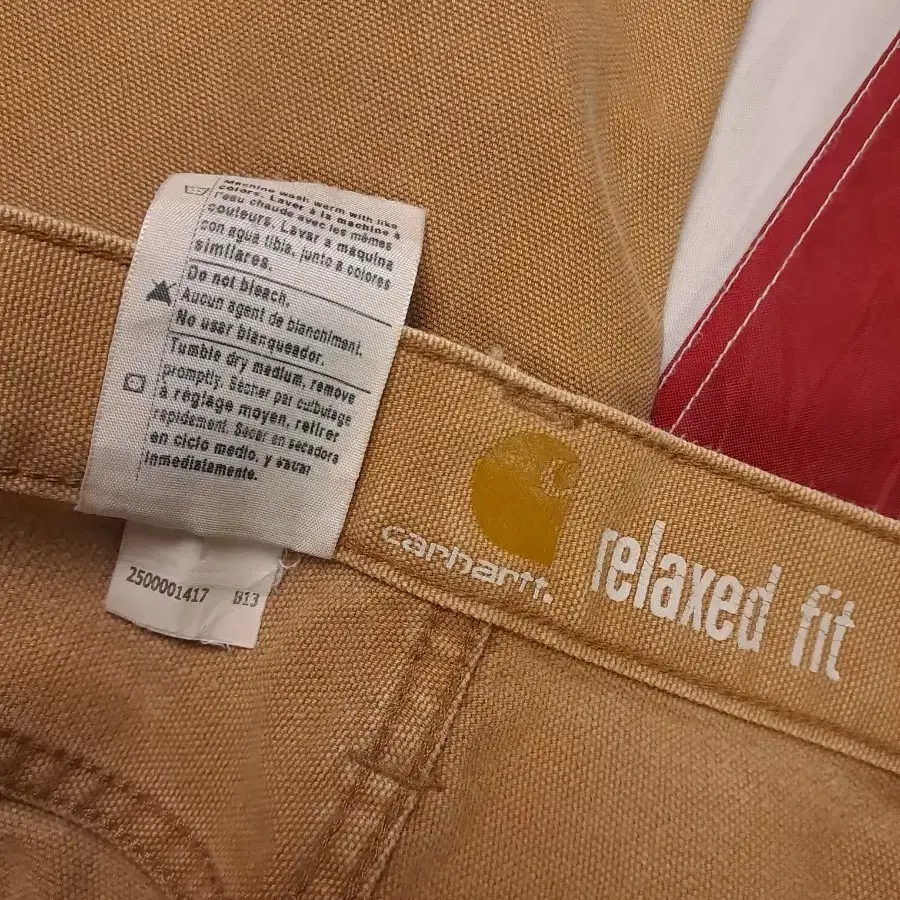 Machine wash warm with like
colors. Laver à la machine à
l'eau chaude avec les mêmes
couleurs. Lavar a maquina
con agua tibia, junto a colores
similares.
Do not bleach.
Aucun agent de blanchiment.
No usar blanqueador.
Tumble dry medium, remove
promptly. Sécher par culbutage
à réglage moyen, retirer
rapidement. Sacar en secadora
en ciclo medio, y sacar
inmediatamente.
2500001417 B13
carhartt.
relaxed fit